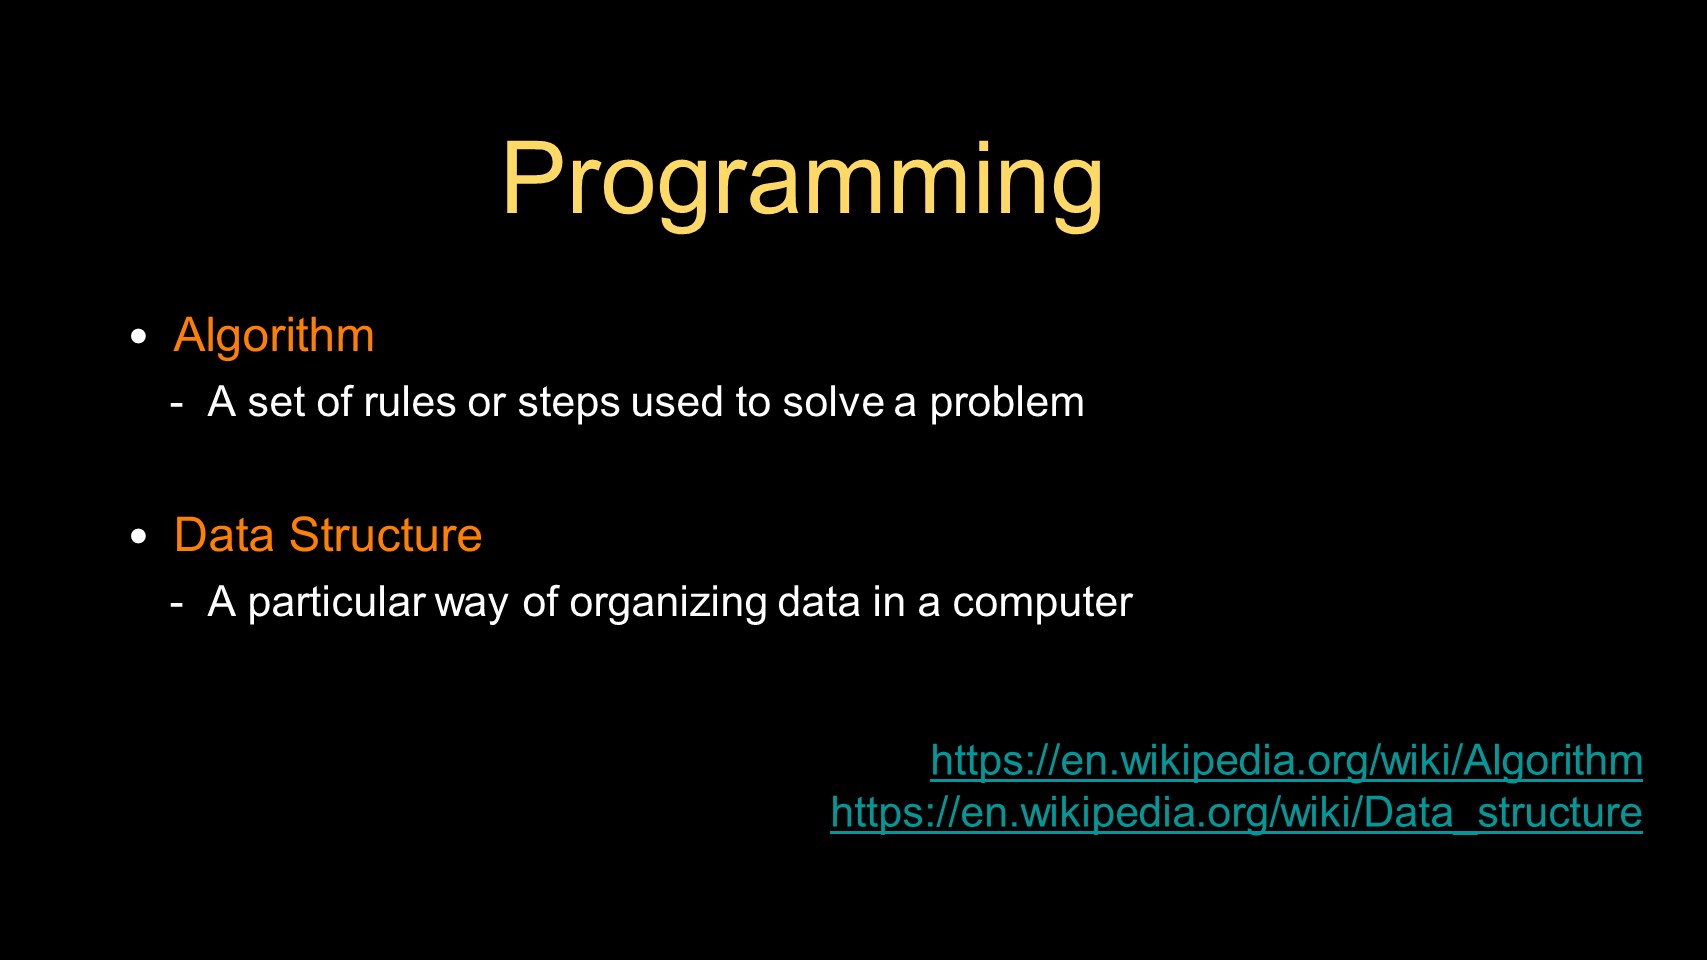 Programming
• Algorithm
- A set of rules or steps used to solve a problem
• Data Structure
- A particular way of organizing data in a computer
https://en.wikipedia.org/wiki/Algorithm
https://en.wikipedia.org/wiki/Data_structure